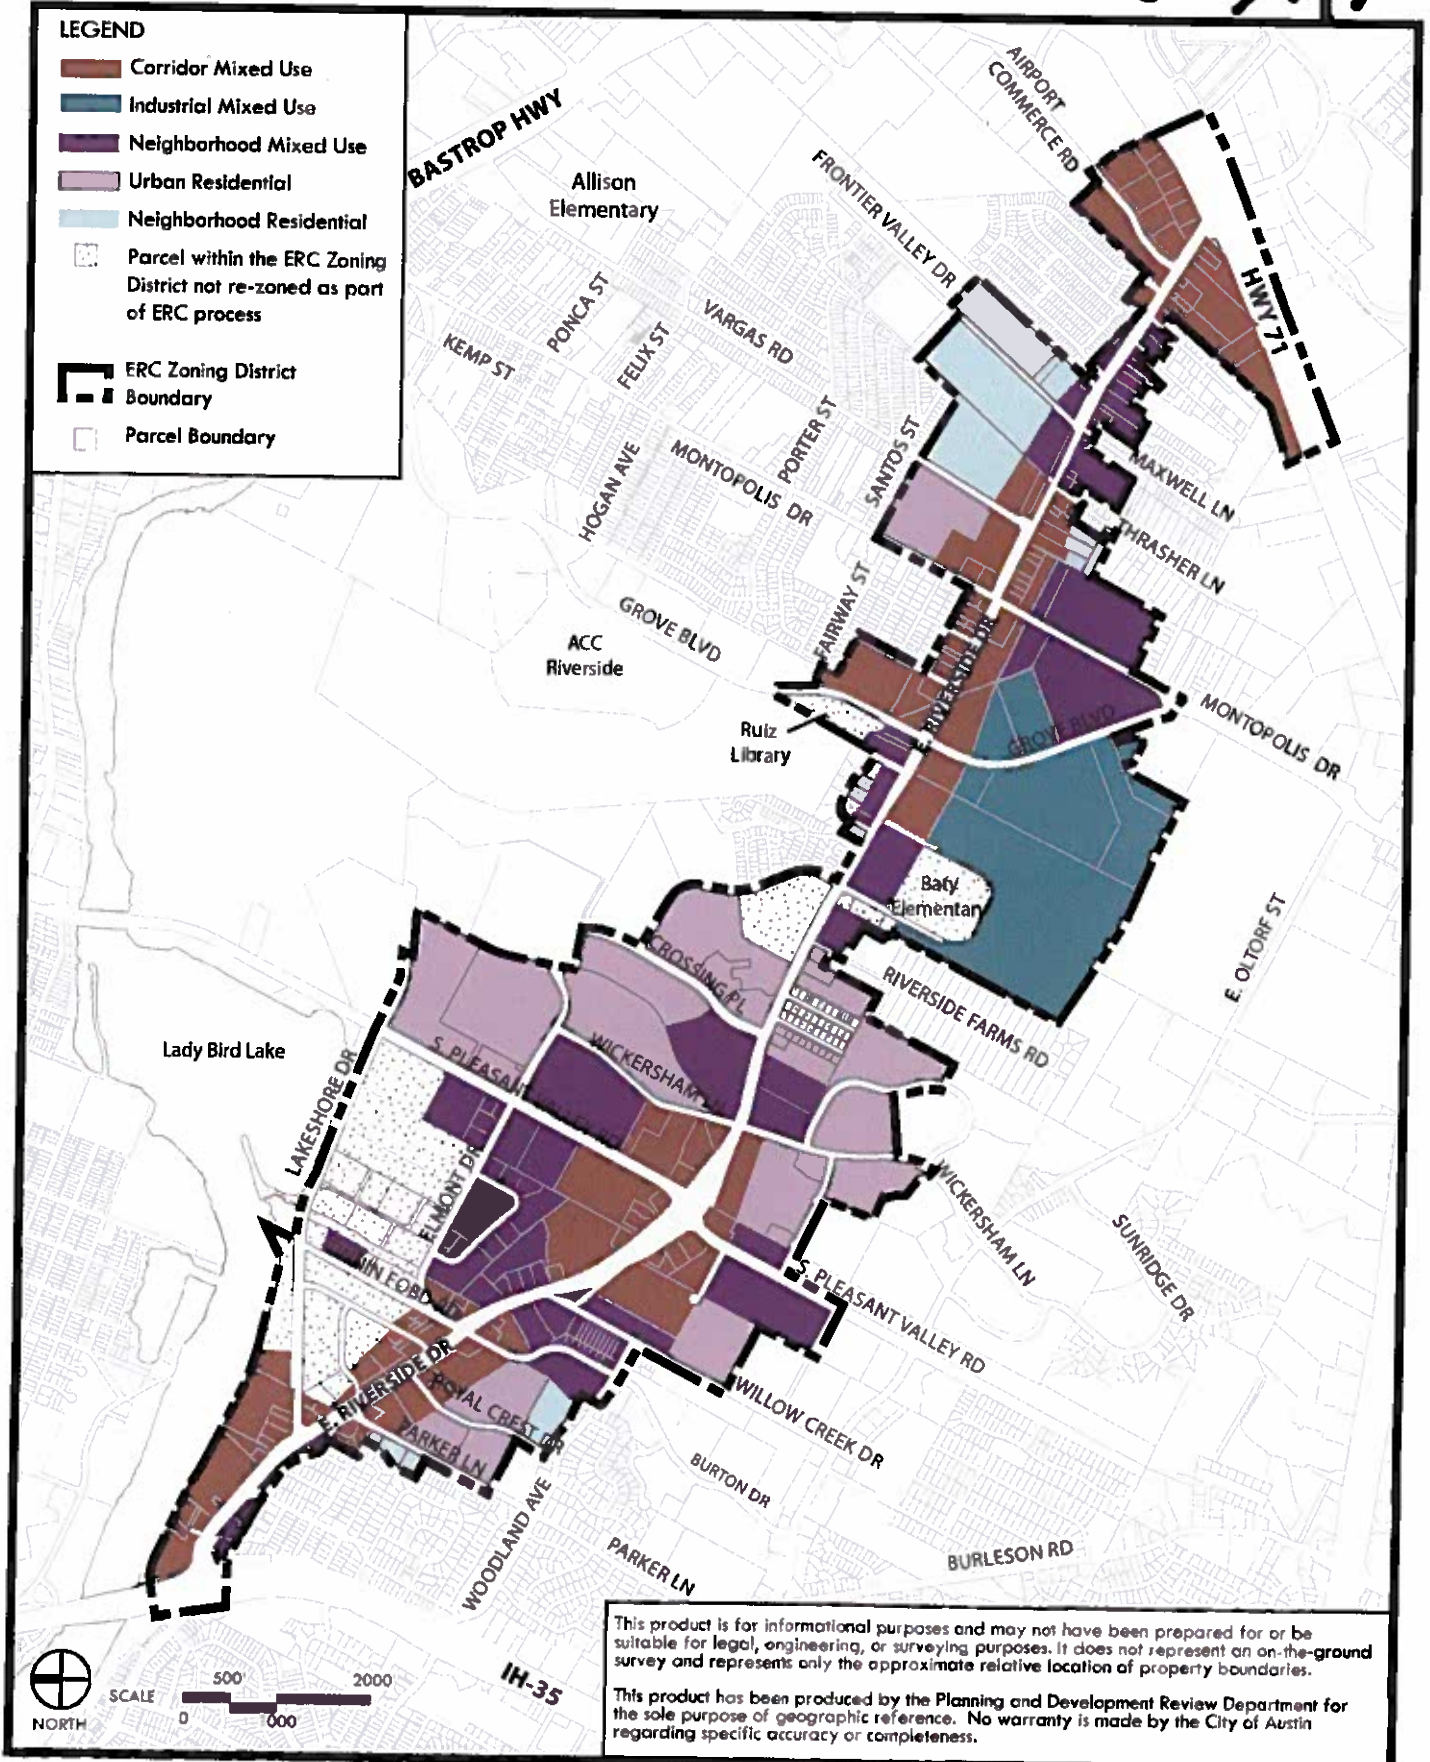 LEGEND
Corridor Mixed Use
Industrial Mixed Use
Neighborhood Mixed Use
Urban Residential
Neighborhood Residential
Parcel within the ERC Zoning
District not re-zoned as part
of ERC process
ERC Zoning District
Boundary
Parcel Boundary
BASTROP HWY
Allison
Elementary
AIRPORT
COMMERCE RD
FRONTIER VALLEY DR
HWY 71
PONCA ST
KEMP ST
FELIX ST
VARGAS RD
PORTER ST
SANTOS ST
HOGAN AVE
MONTOPOLIS DR
MAXWELL LN
THRASHER LN
FAIRWAY ST
GROVE BLVD
ACC
Riverside
E RIVERSIDE DR
Ruiz
Library
GROVE BLVD
MONTOPOLIS DR
Baty
Elementary
E. OLTORF ST
CROSSING PL
RIVERSIDE FARMS RD
Lady Bird Lake
LAKESHORE DR
S. PLEASANT VALLEY RD
WICKERSHAM LN
ELMONT DR
WICKERSHAM LN
SUNRIDGE DR
S. PLEASANT VALLEY RD
E. RIVERSIDE DR
ROYAL CREST DR
PARKER LN
WILLOW CREEK DR
BURTON DR
WOODLAND AVE
PARKER LN
BURLESON RD
IH-35
NORTH
SCALE
500
2000
0
000
This product is for informational purposes and may not have been prepared for or be
suitable for legal, engineering, or surveying purposes. It does not represent an on-the-ground
survey and represents only the approximate relative location of property boundaries.
This product has been produced by the Planning and Development Review Department for
the sole purpose of geographic reference. No warranty is made by the City of Austin
regarding specific accuracy or completeness.